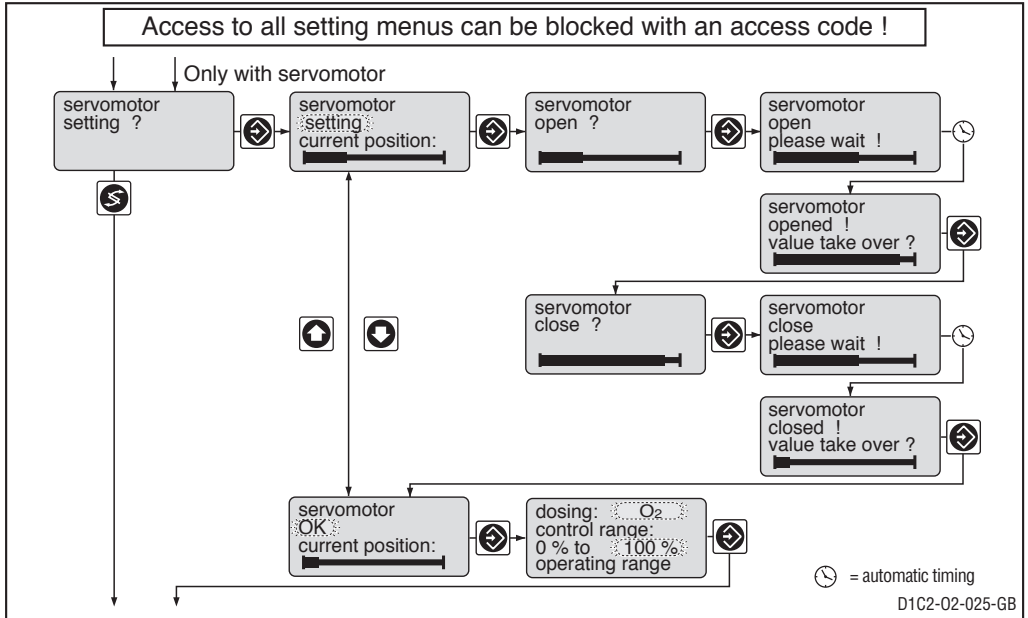 Access to all setting menus can be blocked with an access code !
Only with servomotor
servomotor
setting ?
servomotor
setting
current position:
servomotor
open ?
servomotor
open
please wait !
servomotor
opened !
value take over ?
servomotor
close ?
servomotor
close
please wait !
servomotor
closed !
value take over ?
servomotor
OK
current position:
dosing: O₂
control range:
0 % to 100 %
operating range
= automatic timing
D1C2-O2-025-GB